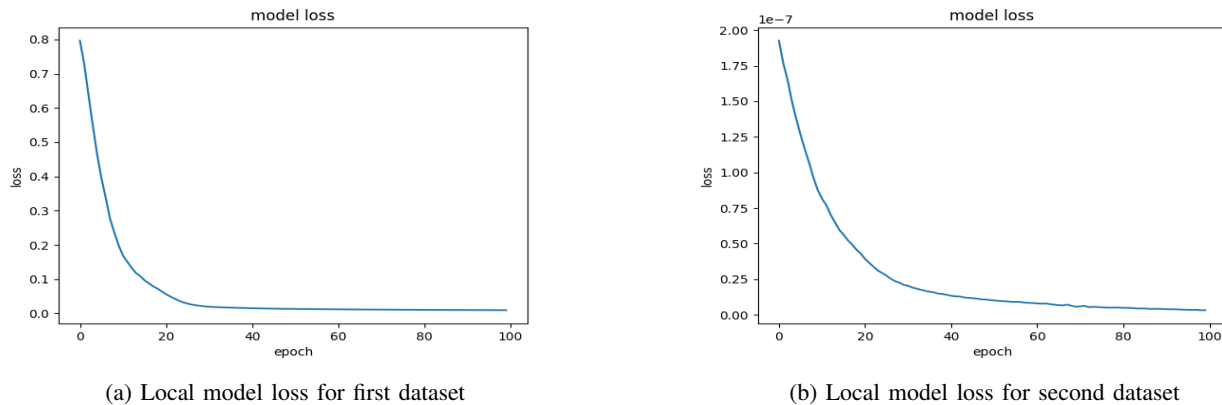 model loss
0.8
0.7
0.6
0.5
0.4
0.3
0.2
0.1
0.0
loss
0 20 40 60 80 100
epoch
(a) Local model loss for first dataset
1e−7
model loss
2.00
1.75
1.50
1.25
1.00
0.75
0.50
0.25
0.00
loss
0 20 40 60 80 100
epoch
(b) Local model loss for second dataset